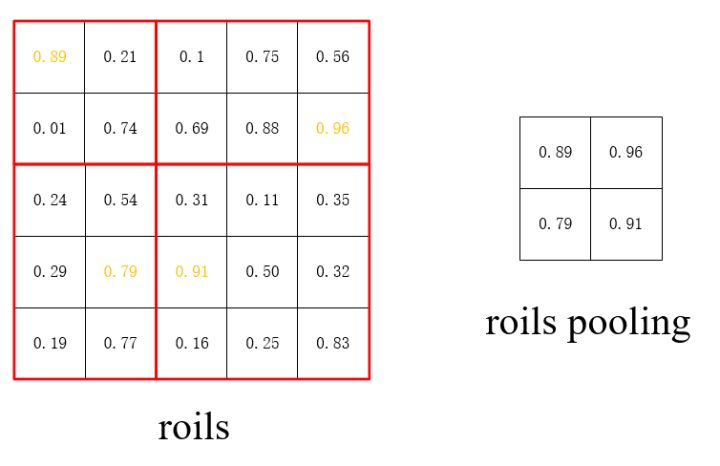 0.89 0.21 0.1 0.75 0.56
0.01 0.74 0.69 0.88 0.96
0.24 0.54 0.31 0.11 0.35
0.29 0.79 0.91 0.50 0.32
0.19 0.77 0.16 0.25 0.83
roils
0.89 0.96
0.79 0.91
roils pooling